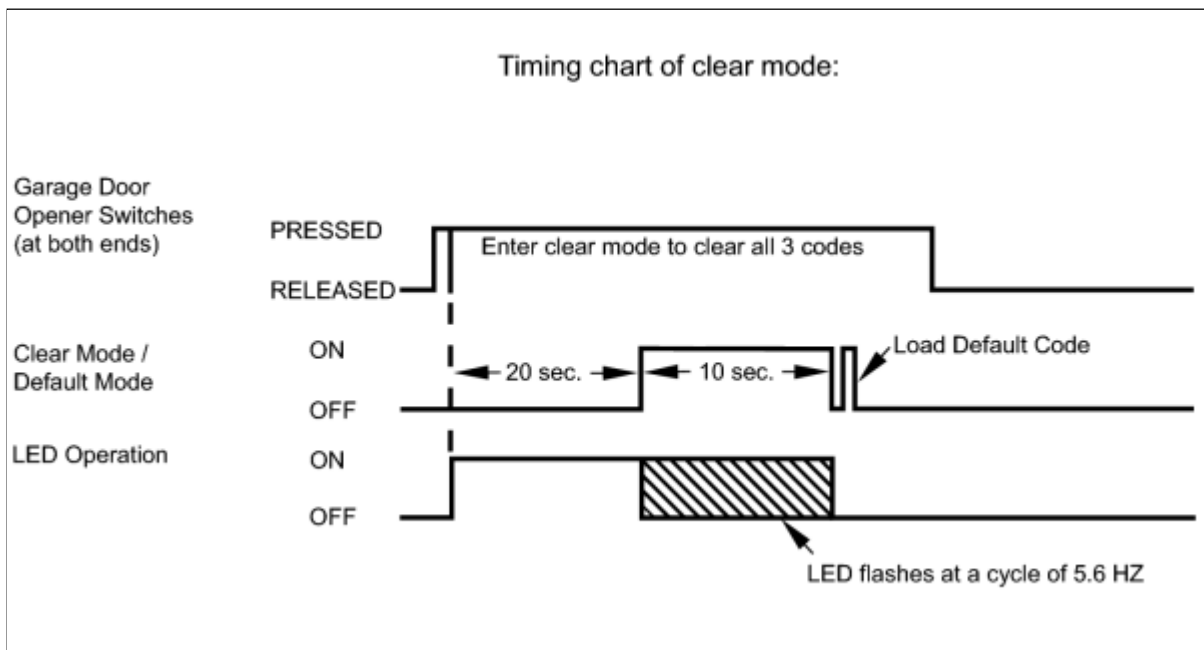 Timing chart of clear mode:
Garage Door
Opener Switches
(at both ends)
PRESSED
Enter clear mode to clear all 3 codes
RELEASED
Clear Mode /
Default Mode
ON
Load Default Code
20 sec.
10 sec.
OFF
LED Operation
ON
OFF
LED flashes at a cycle of 5.6 HZ